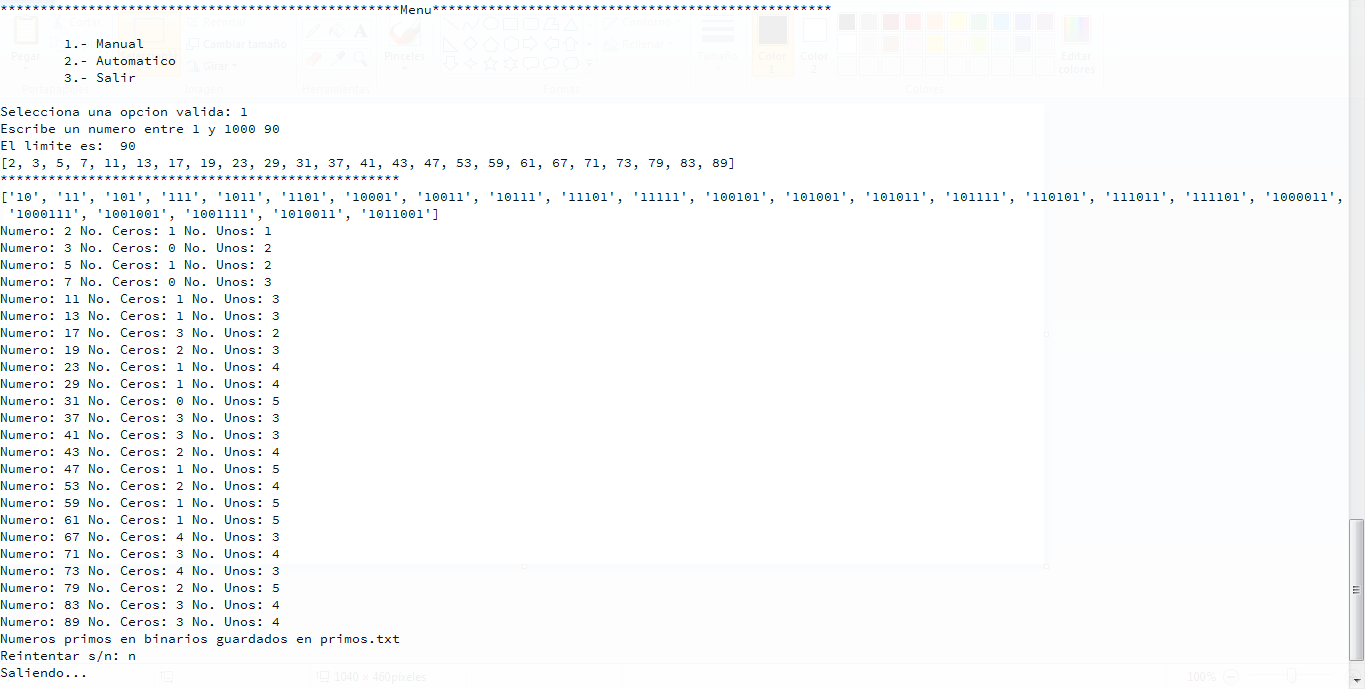 **************************************************Menu**************************************************
1.- Manual
2.- Automatico
3.- Salir
Selecciona una opcion valida: 1
Escribe un numero entre 1 y 1000 90
El limite es:  90
[2, 3, 5, 7, 11, 13, 17, 19, 23, 29, 31, 37, 41, 43, 47, 53, 59, 61, 67, 71, 73, 79, 83, 89]
**************************************************
['10', '11', '101', '111', '1011', '1101', '10001', '10011', '10111', '11101', '11111', '100101', '101001', '101011', '101111', '110101', '111011', '111101', '1000011',
'1000111', '1001001', '1001111', '1010011', '1011001']
Numero: 2 No. Ceros: 1 No. Unos: 1
Numero: 3 No. Ceros: 0 No. Unos: 2
Numero: 5 No. Ceros: 1 No. Unos: 2
Numero: 7 No. Ceros: 0 No. Unos: 3
Numero: 11 No. Ceros: 1 No. Unos: 3
Numero: 13 No. Ceros: 1 No. Unos: 3
Numero: 17 No. Ceros: 3 No. Unos: 2
Numero: 19 No. Ceros: 2 No. Unos: 3
Numero: 23 No. Ceros: 1 No. Unos: 4
Numero: 29 No. Ceros: 1 No. Unos: 4
Numero: 31 No. Ceros: 0 No. Unos: 5
Numero: 37 No. Ceros: 3 No. Unos: 3
Numero: 41 No. Ceros: 3 No. Unos: 3
Numero: 43 No. Ceros: 2 No. Unos: 4
Numero: 47 No. Ceros: 1 No. Unos: 5
Numero: 53 No. Ceros: 2 No. Unos: 4
Numero: 59 No. Ceros: 1 No. Unos: 5
Numero: 61 No. Ceros: 1 No. Unos: 5
Numero: 67 No. Ceros: 4 No. Unos: 3
Numero: 71 No. Ceros: 3 No. Unos: 4
Numero: 73 No. Ceros: 4 No. Unos: 3
Numero: 79 No. Ceros: 2 No. Unos: 5
Numero: 83 No. Ceros: 3 No. Unos: 4
Numero: 89 No. Ceros: 3 No. Unos: 4
Numeros primos en binarios guardados en primos.txt
Reintentar s/n: n
Saliendo...
Pegar
Cambiar tamaño
Girar
Pinceles
Color 1
Color 2
Editar colores
1040 × 460píxeles
100%